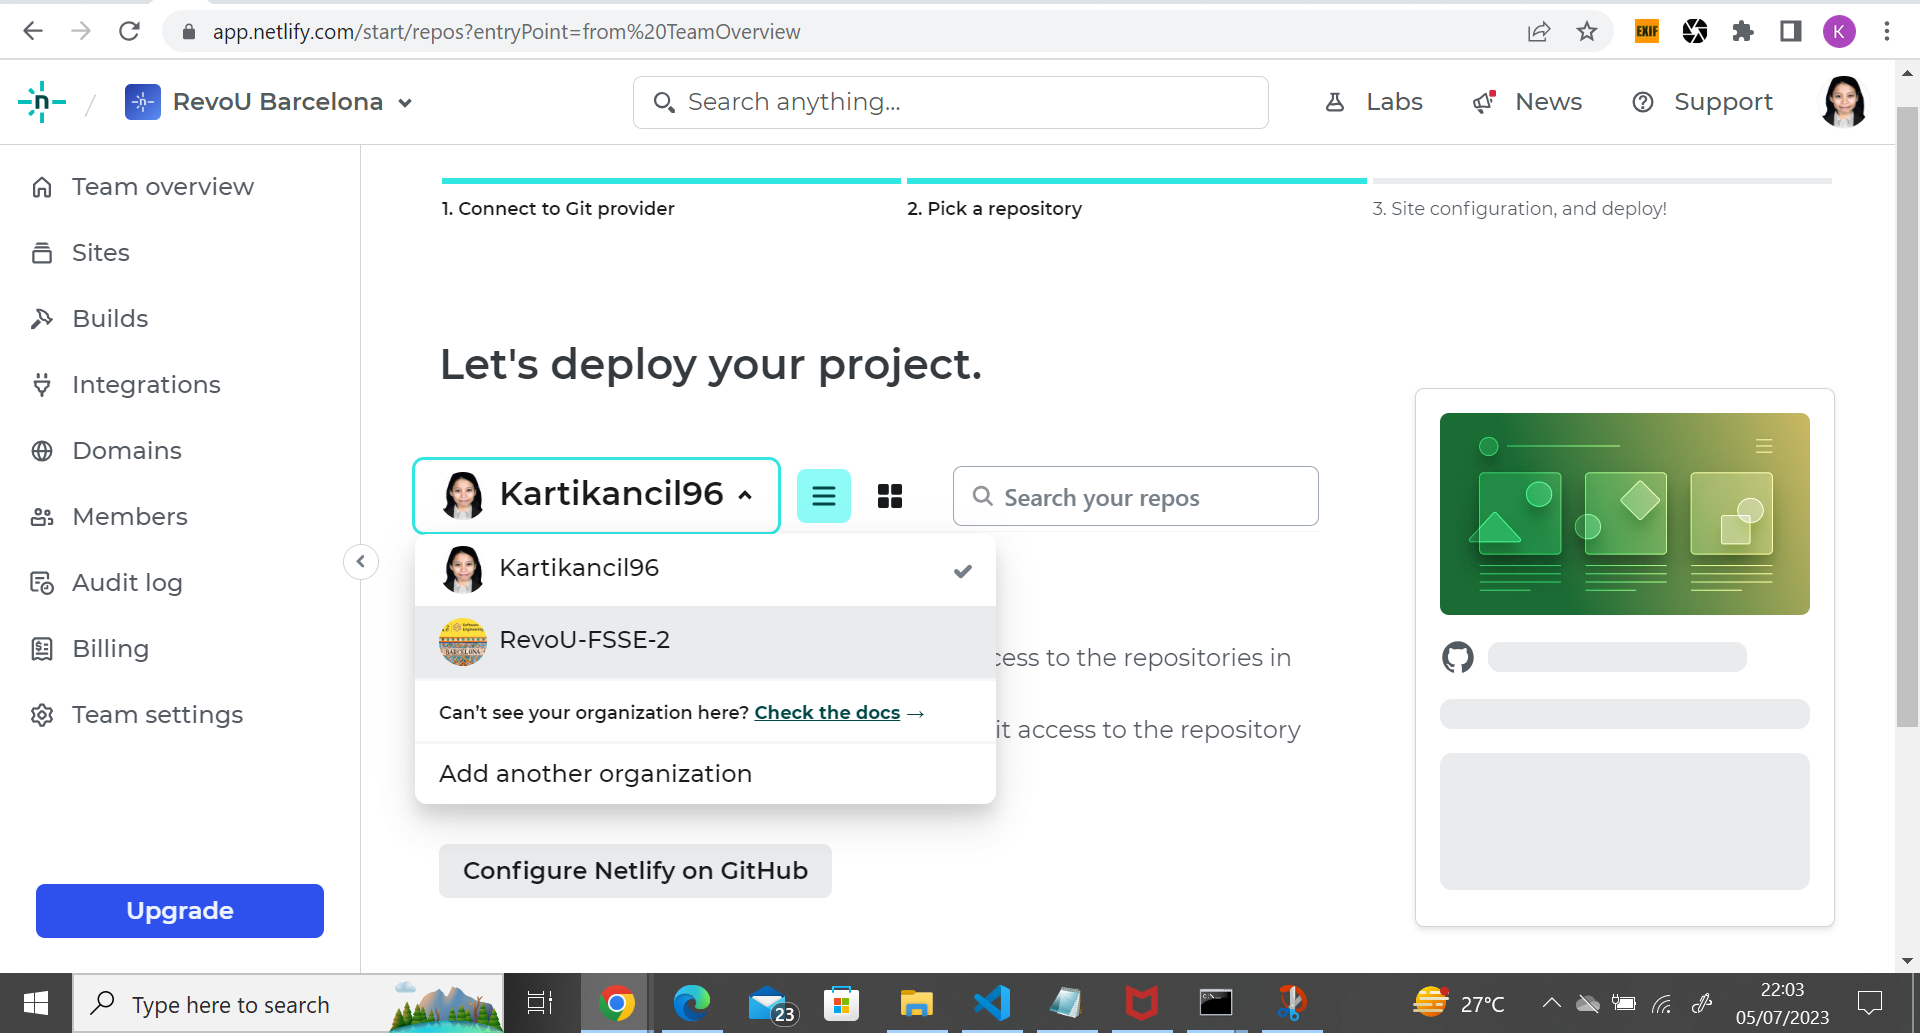 app.netlify.com/start/repos?entryPoint=from%20TeamOverview
EXIF
K
n
/
RevoU Barcelona
Search anything...
Labs
News
Support
Team overview
Sites
Builds
Integrations
Domains
Members
Audit log
Billing
Team settings
Upgrade
1. Connect to Git provider
2. Pick a repository
3. Site configuration, and deploy!
Let's deploy your project.
Kartikancil96
Search your repos
Kartikancil96
RevoU-FSSE-2
cess to the repositories in
Can't see your organization here? Check the docs →
it access to the repository
Add another organization
Configure Netlify on GitHub
Type here to search
23
27°C
22:03
05/07/2023